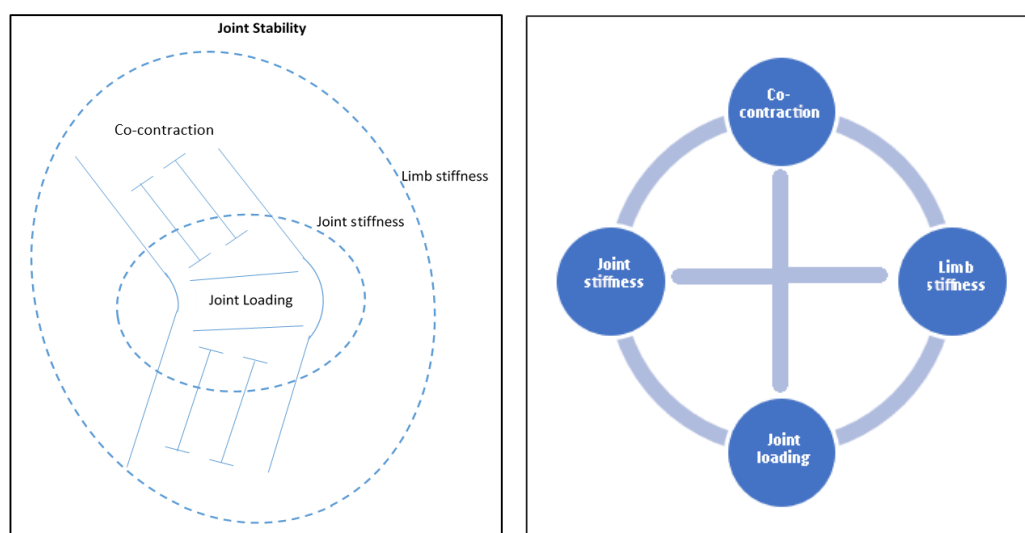 Joint Stability
Co-contraction
Limb stiffness
Joint stiffness
Joint Loading
Co-
contraction
Joint
stiffness
Limb
stiffness
Joint
loading